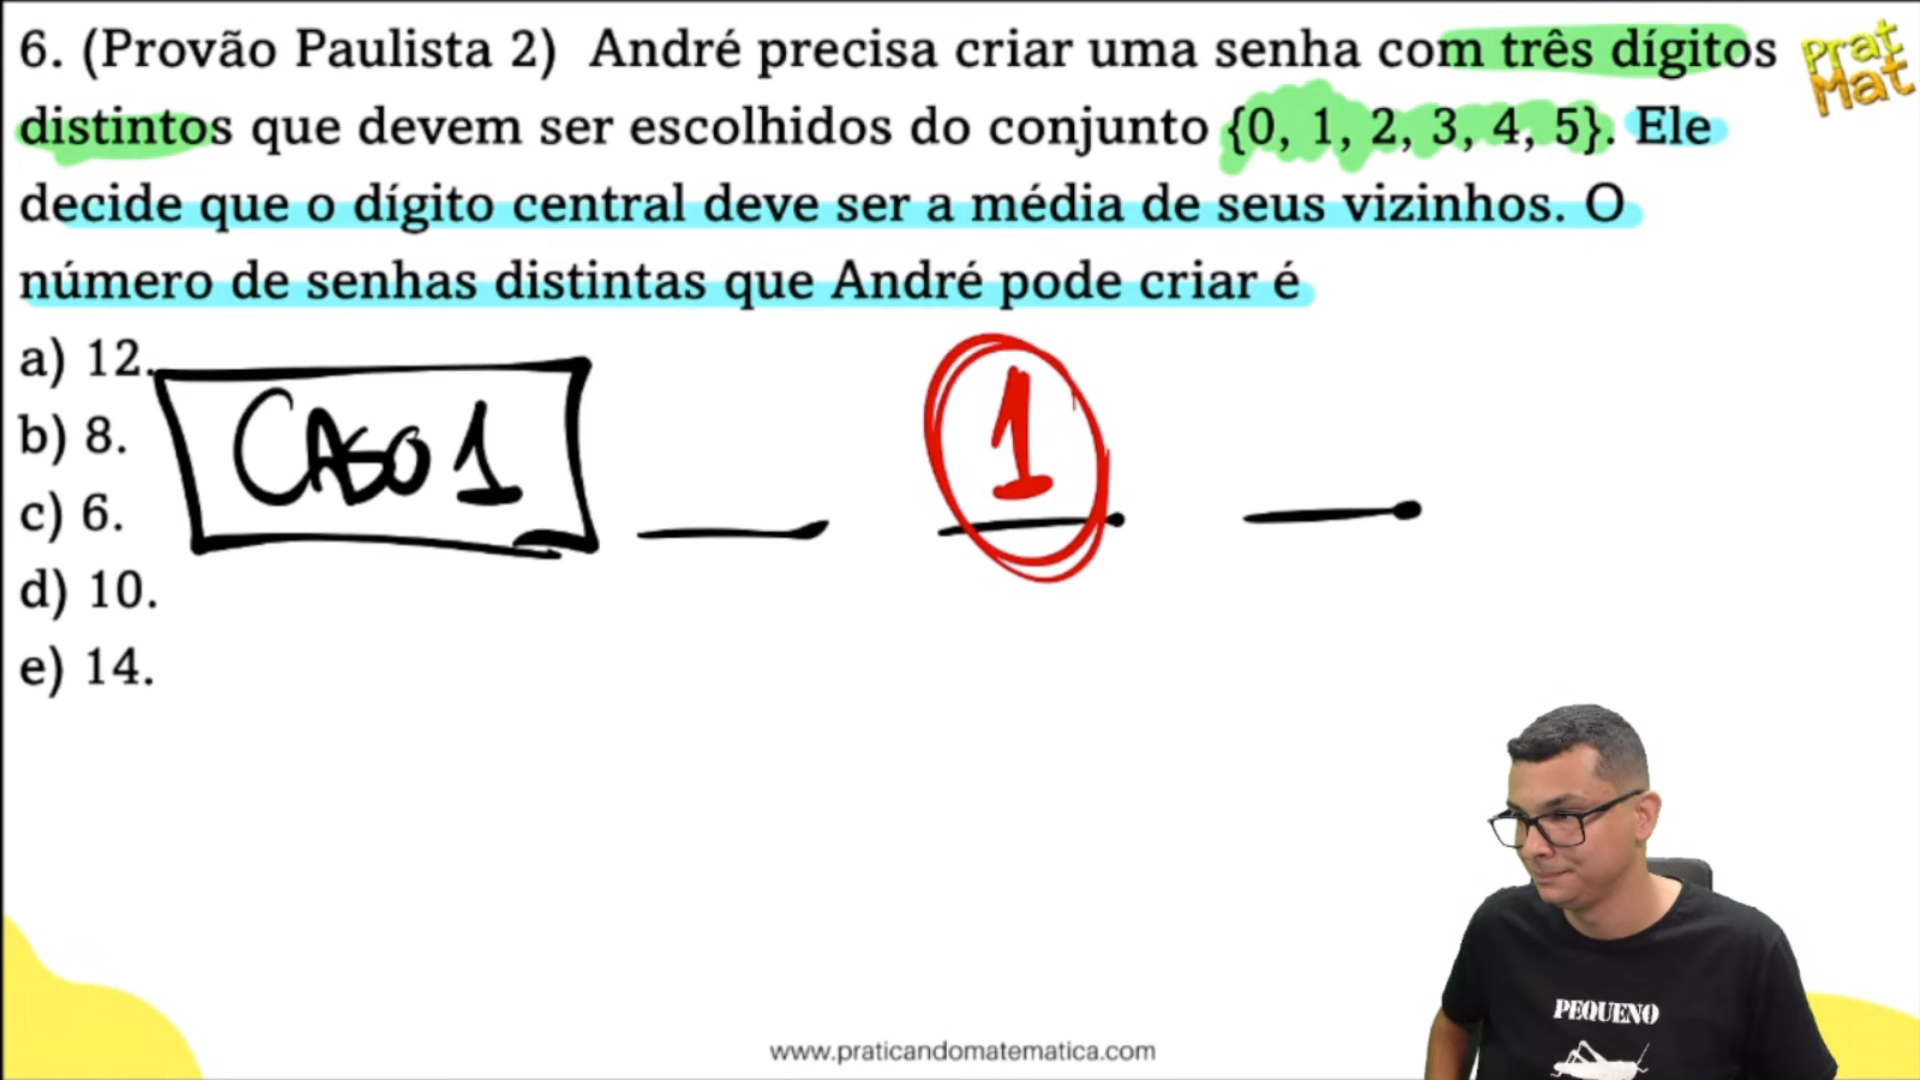 6. (Provão Paulista 2) André precisa criar uma senha com três dígitos
distintos que devem ser escolhidos do conjunto {0, 1, 2, 3, 4, 5}. Ele
decide que o dígito central deve ser a média de seus vizinhos. O
número de senhas distintas que André pode criar é
a) 12.
b) 8.
c) 6.
d) 10.
e) 14.
CASO 1
1
Prat
Mat
PEQUENO
www.praticandomatematica.com